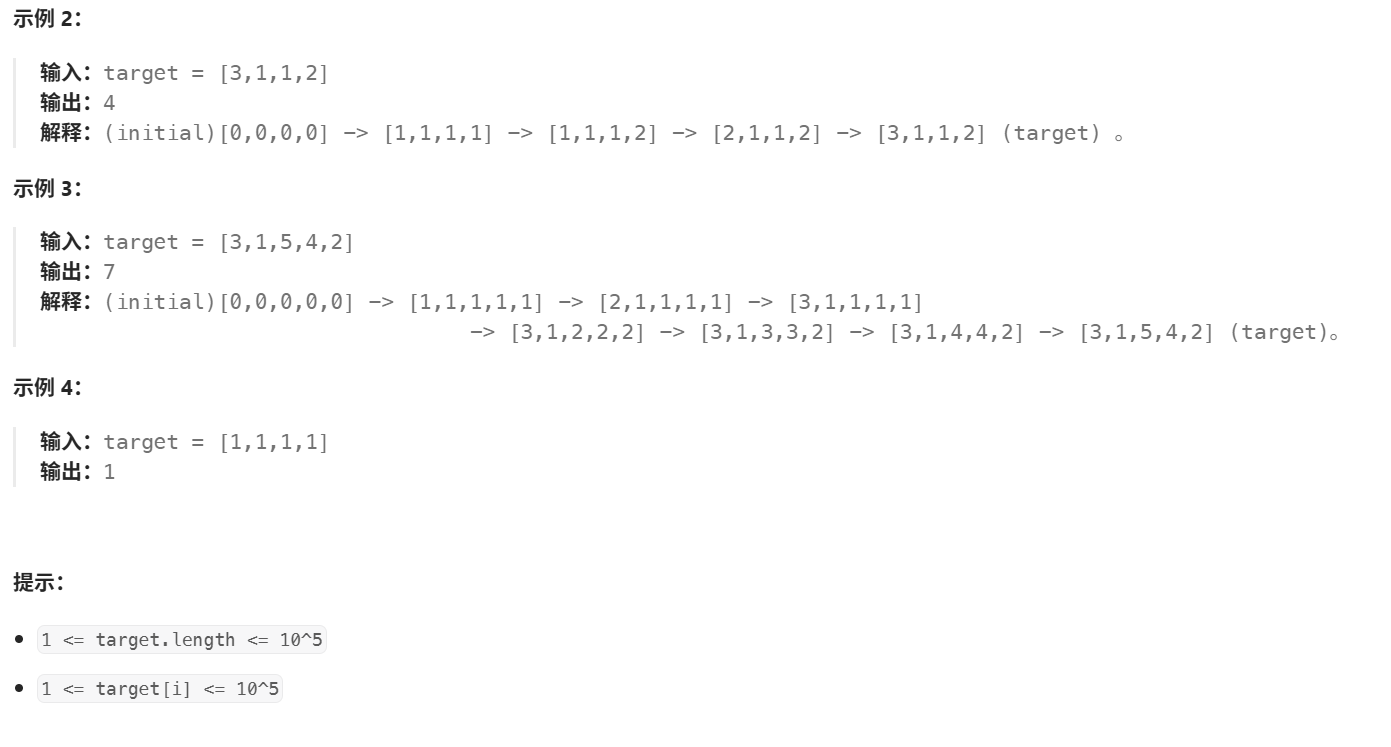 示例 2：
输入：target = [3,1,1,2]
输出：4
解释：(initial)[0,0,0,0] -> [1,1,1,1] -> [1,1,1,2] -> [2,1,1,2] -> [3,1,1,2] (target) 。
示例 3：
输入：target = [3,1,5,4,2]
输出：7
解释：(initial)[0,0,0,0,0] -> [1,1,1,1,1] -> [2,1,1,1,1] -> [3,1,1,1,1]
-> [3,1,2,2,2] -> [3,1,3,3,2] -> [3,1,4,4,2] -> [3,1,5,4,2] (target)。
示例 4：
输入：target = [1,1,1,1]
输出：1
提示：
1 <= target.length <= 10^5
1 <= target[i] <= 10^5